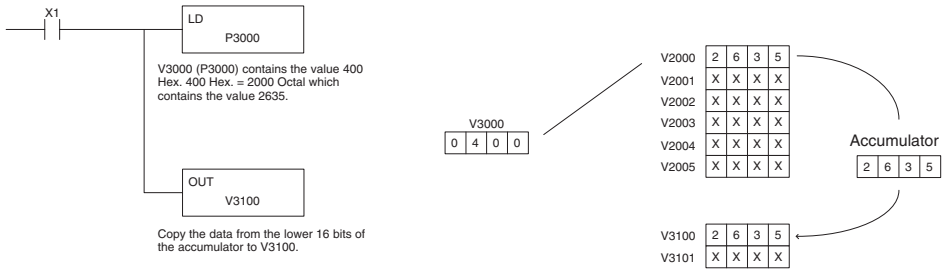 X1
LD
P3000
V3000 (P3000) contains the value 400
Hex. 400 Hex. = 2000 Octal which
contains the value 2635.
OUT
V3100
Copy the data from the lower 16 bits of
the accumulator to V3100.
V3000
0 4 0 0
V2000 2 6 3 5
V2001 X X X X
V2002 X X X X
V2003 X X X X
V2004 X X X X
V2005 X X X X
Accumulator
2 6 3 5
V3100 2 6 3 5
V3101 X X X X